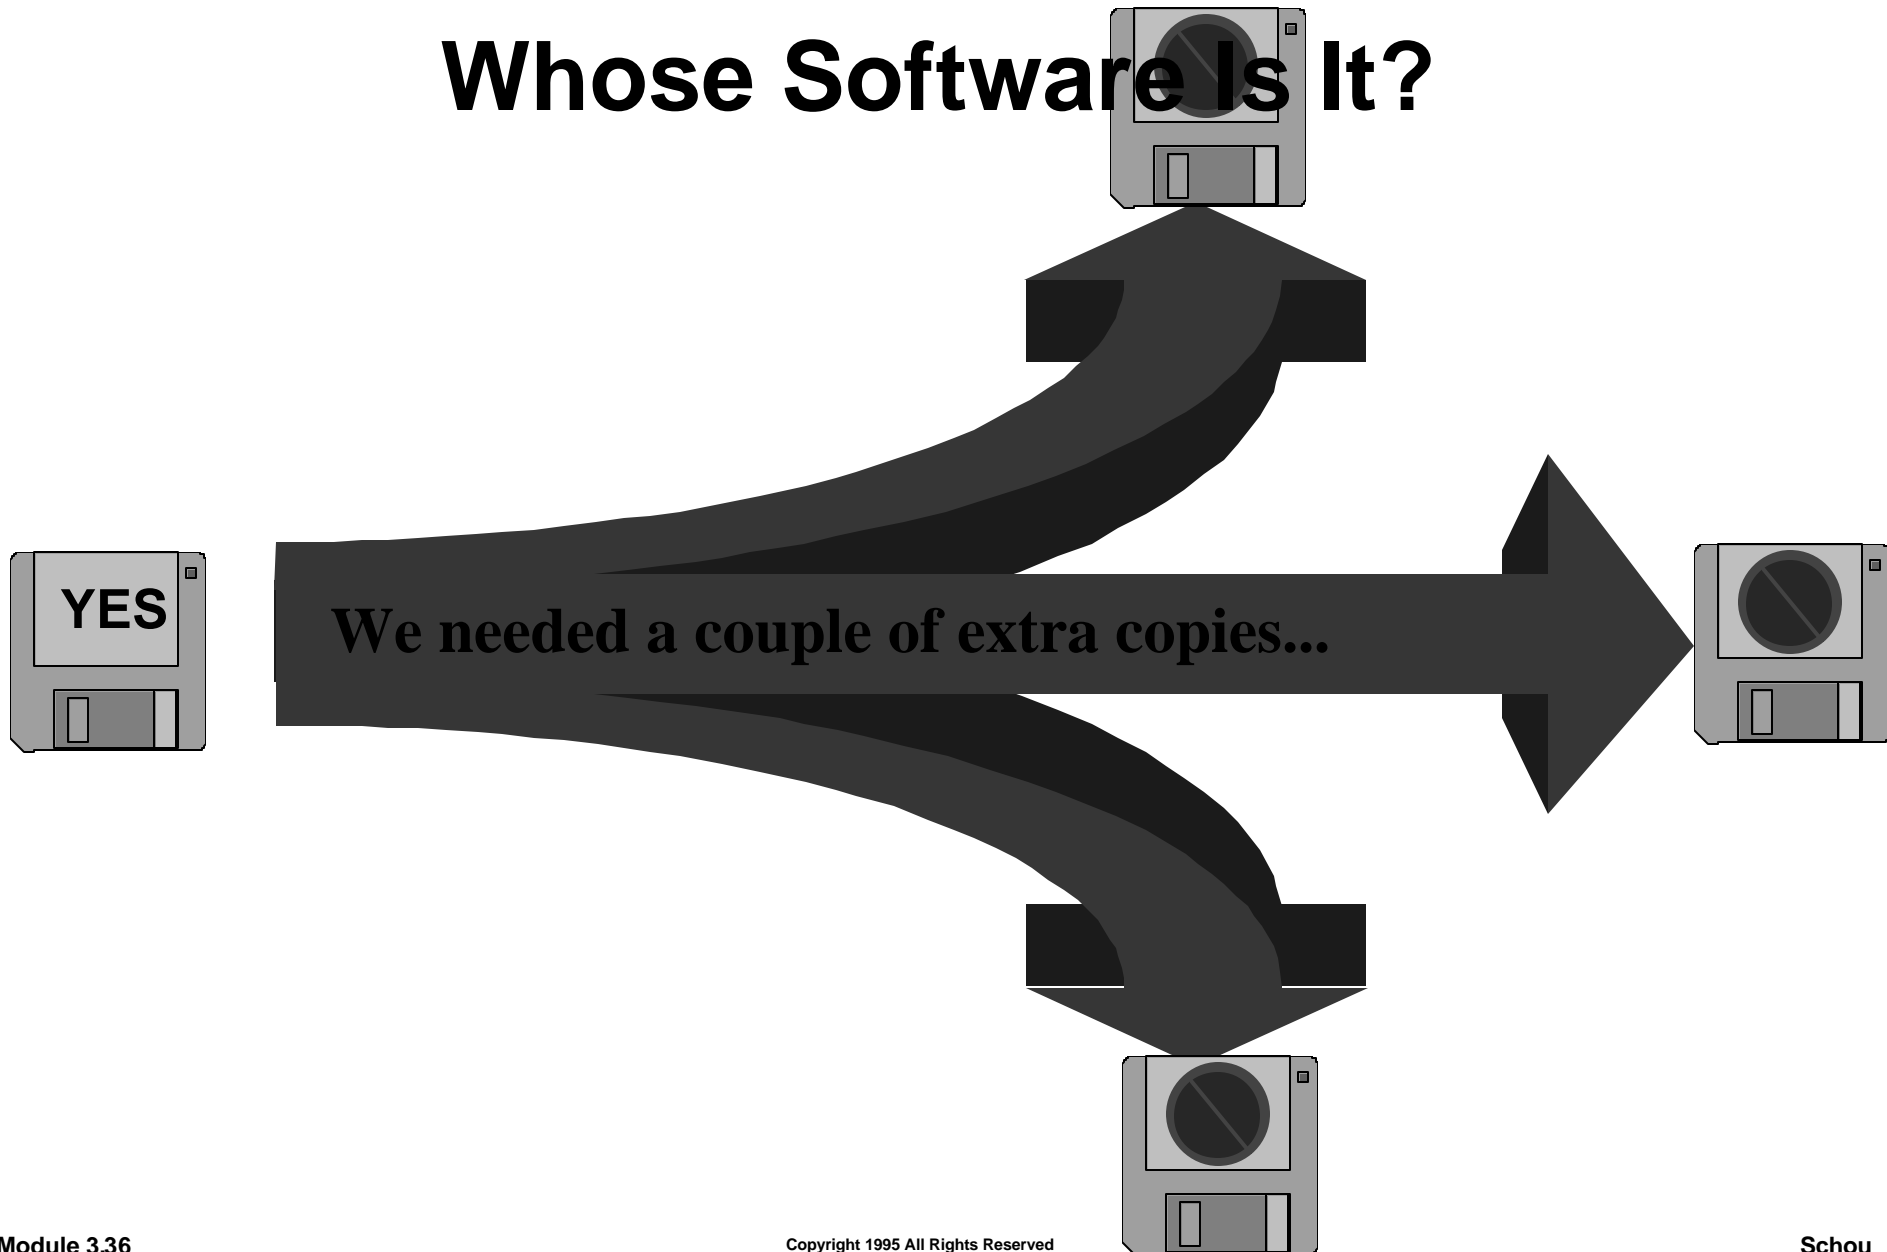 Whose Software Is It?
YES
We needed a couple of extra copies...
Module 3.36
Copyright 1995 All Rights Reserved
Schou